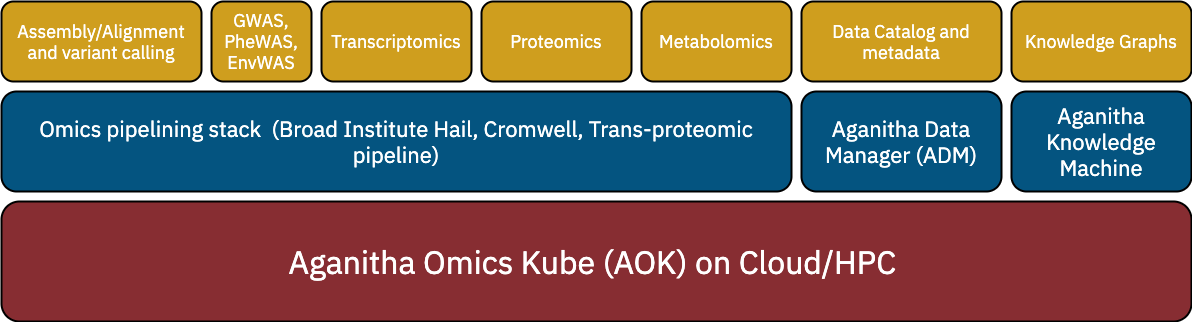 Assembly/Alignment
and variant calling
GWAS,
PheWAS,
EnvWAS
Transcriptomics
Proteomics
Metabolomics
Data Catalog and
metadata
Knowledge Graphs
Omics pipelining stack  (Broad Institute Hail, Cromwell, Trans-proteomic
pipeline)
Aganitha Data
Manager (ADM)
Aganitha
Knowledge
Machine
Aganitha Omics Kube (AOK) on Cloud/HPC